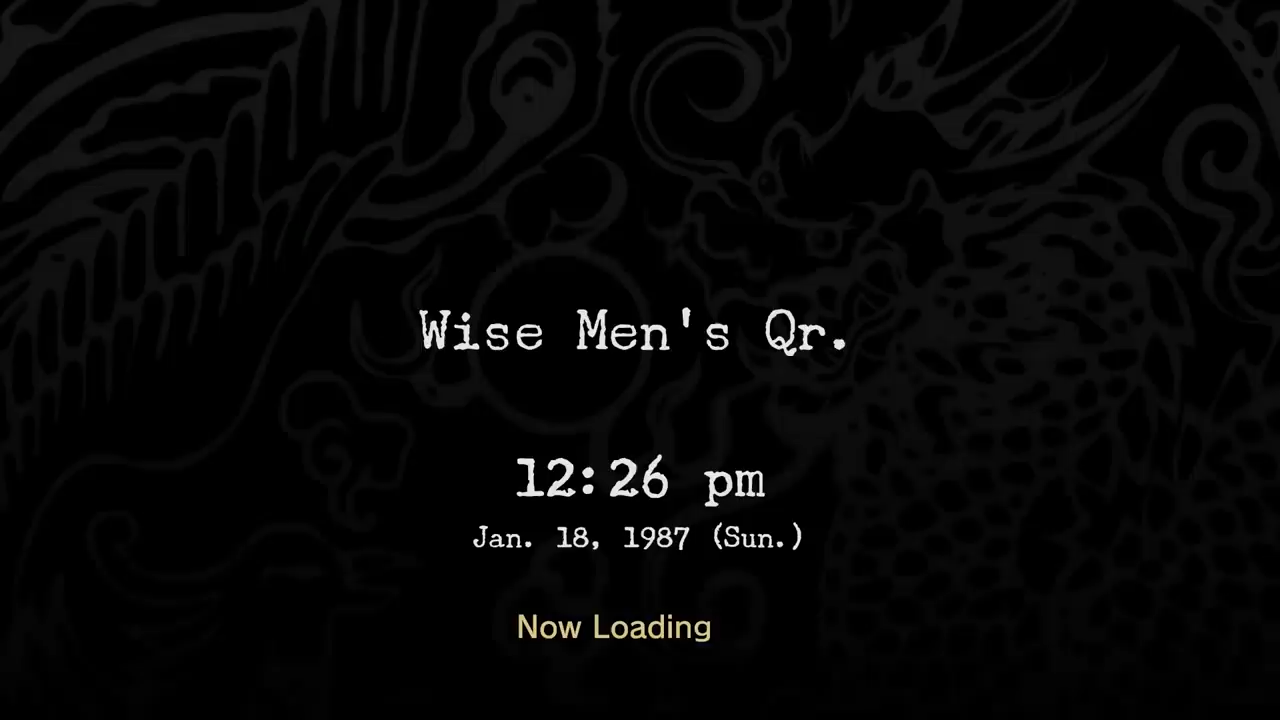 Wise Men's Qr.
12:26 pm
Jan. 18, 1987 (Sun.)
Now Loading